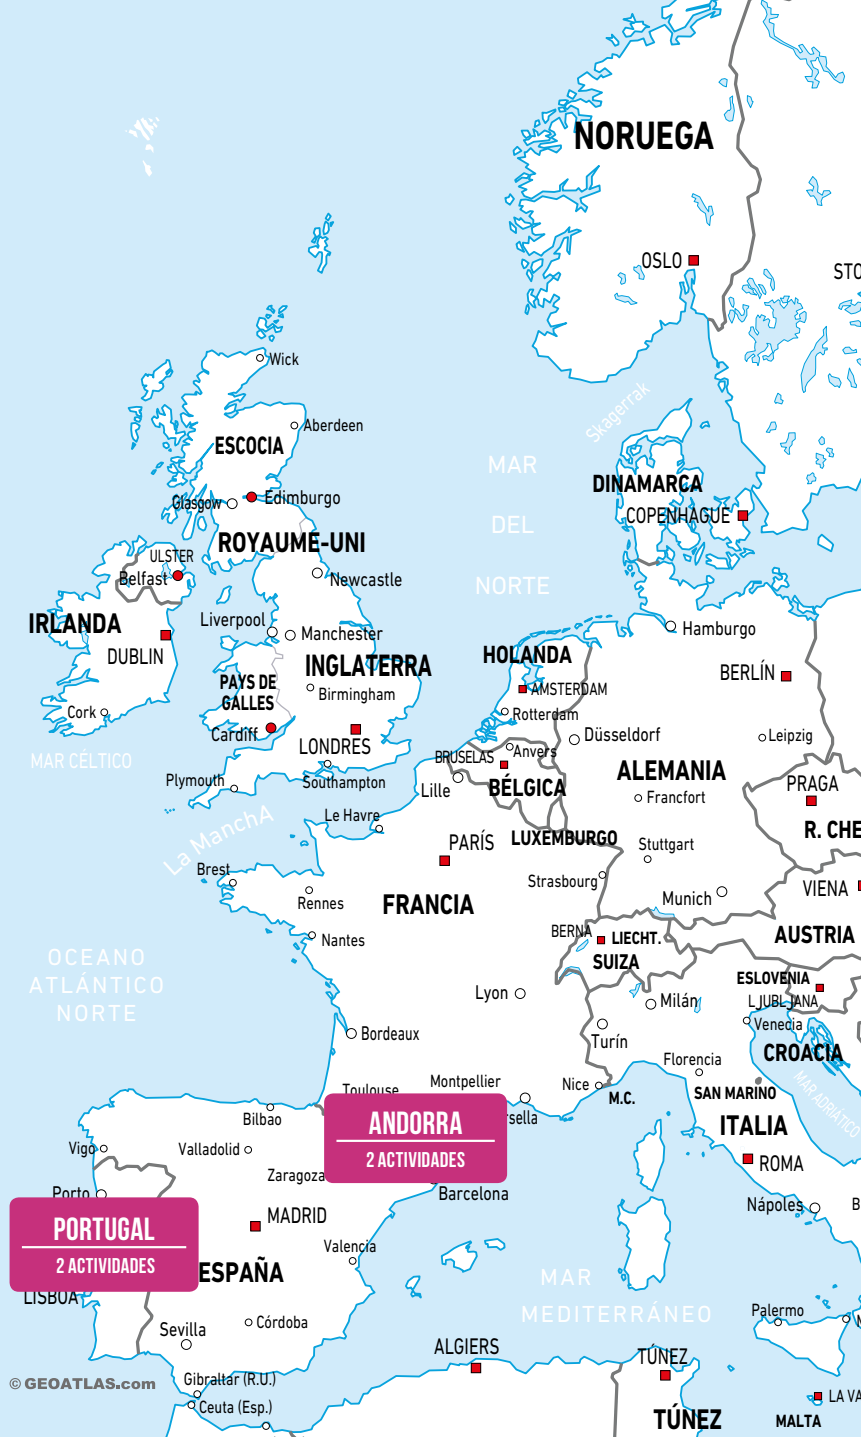 NORUEGA
OSLO
STO
Wick
Aberdeen
ESCOCIA
Skagerrak
MAR
DEL
NORTE
DINAMARCA
COPENHAGUE
Glasgow
Edimburgo
ROYAUME-UNI
ULSTER
Belfast
Newcastle
IRLANDA
DUBLIN
Liverpool
Manchester
Hamburgo
HOLANDA
INGLATERRA
PAYS DE
GALLES
Birmingham
AMSTERDAM
BERLÍN
Cork
Rotterdam
Cardiff
LONDRES
Düsseldorf
Leipzig
MAR CÉLTICO
BRUSELAS
Anvers
ALEMANIA
Plymouth
Southampton
Lille
BÉLGICA
Francfort
PRAGA
La ManchA
Le Havre
PARÍS
LUXEMBURGO
R. CHE
Stuttgart
Brest
Rennes
FRANCIA
Strasbourg
Munich
VIENA
Nantes
BERNA
LIECHT.
AUSTRIA
SUIZA
OCEANO
ATLÁNTICO
NORTE
ESLOVENIA
LJUBLJANA
Lyon
Milán
Venecia
Bordeaux
Turín
CROACIA
Florencia
Toulouse
Montpellier
Nice
M.C.
SAN MARINO
MAR ADRIÁTICO
Bilbao
ANDORRA
2 ACTIVIDADES
rsella
ITALIA
Vigo
Valladolid
ROMA
Zaragoza
Barcelona
Porto
Nápoles
B
PORTUGAL
2 ACTIVIDADES
MADRID
Valencia
ESPAÑA
LISBOA
MAR
MEDITERRÁNEO
Córdoba
Sevilla
Palermo
ALGIERS
TÚNEZ
Gibraltar (R.U.)
© GEOATLAS.com
Ceuta (Esp.)
LA VA
TÚNEZ
MALTA